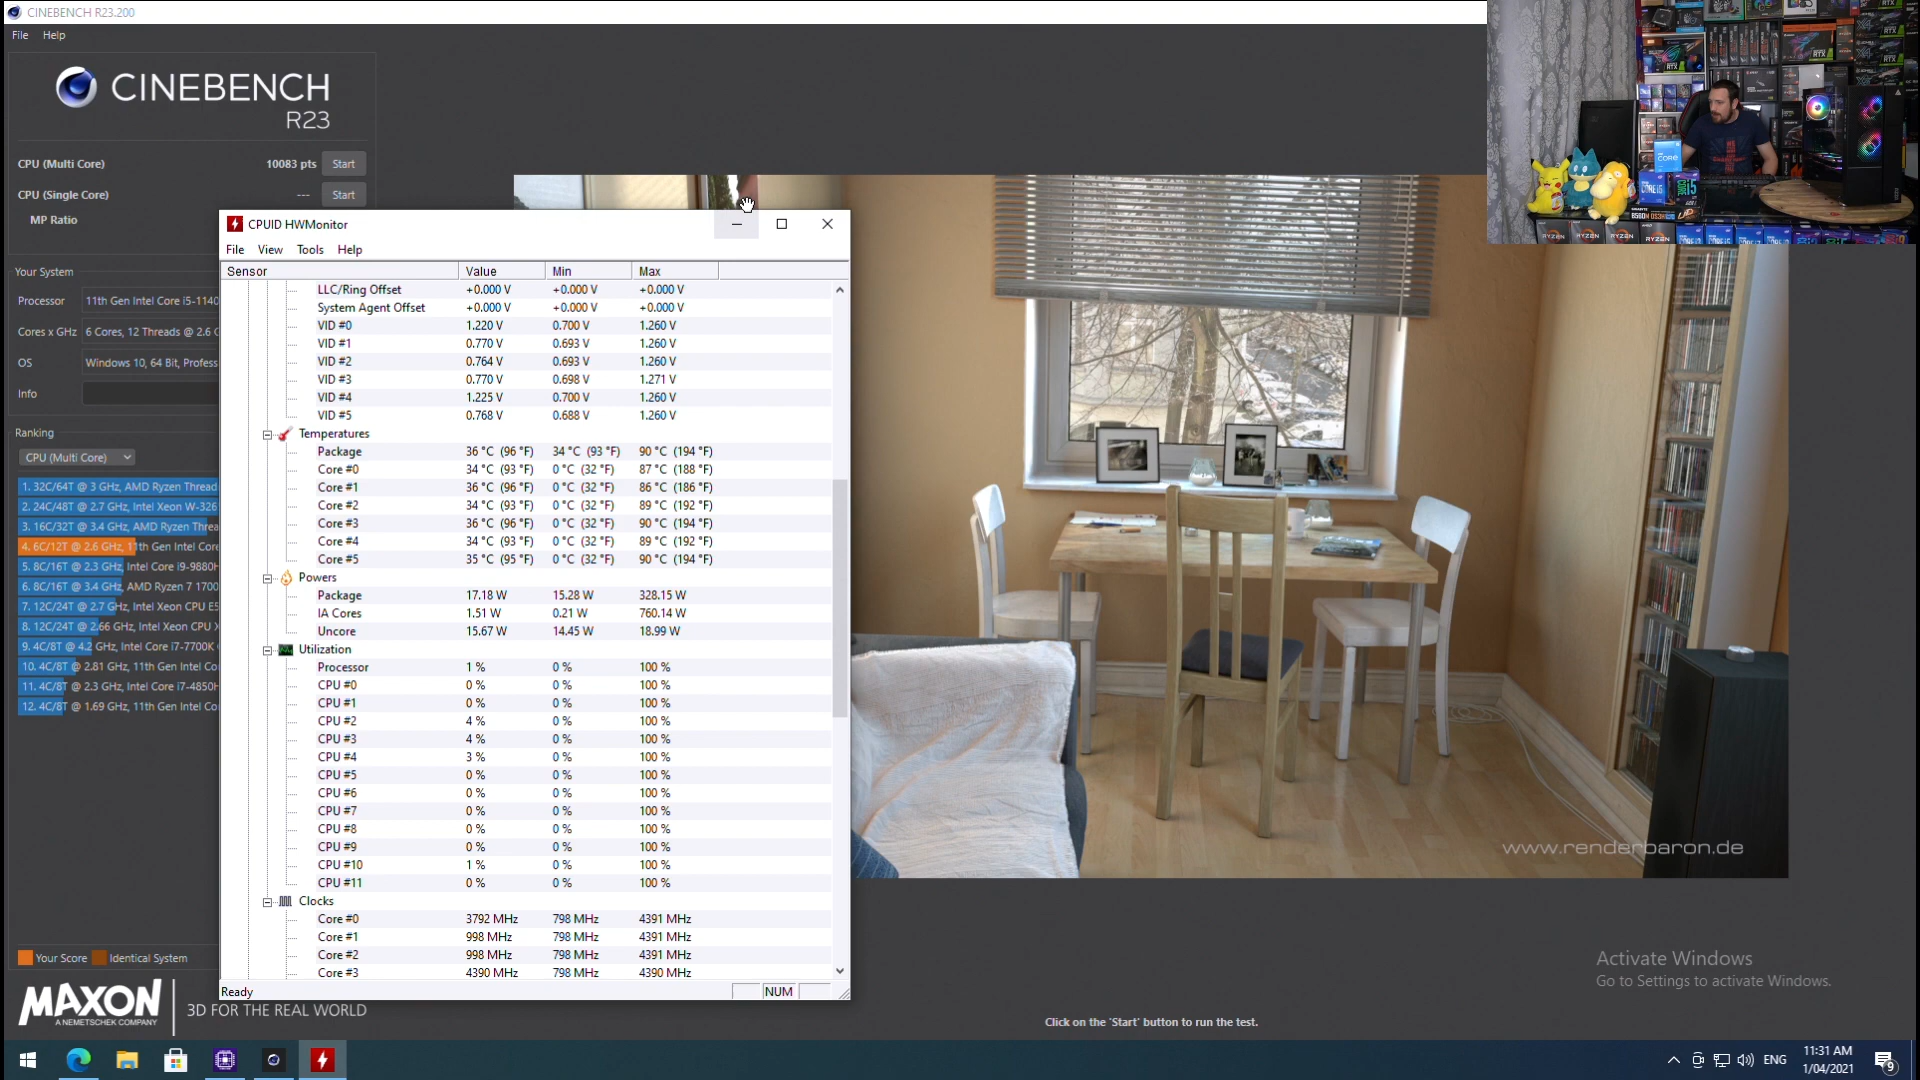 CINEBENCH R23.200
File Help
CINEBENCH
R23
CPU (Multi Core) 10083 pts Start
CPU (Single Core) --- Start
MP Ratio
Your System
Processor 11th Gen Intel Core i5-1140
Cores x GHz 6 Cores, 12 Threads @ 2.6 G
OS Windows 10, 64 Bit, Profess
Info
Ranking
CPU (Multi Core)
1. 32C/64T @ 3 GHz, AMD Ryzen Thread
2. 24C/48T @ 2.7 GHz, Intel Xeon W-326
3. 16C/32T @ 3.4 GHz, AMD Ryzen Threa
4. 6C/12T @ 2.6 GHz, 11th Gen Intel Core
5. 8C/16T @ 2.3 GHz, Intel Core i9-9880H
6. 8C/16T @ 3.4 GHz, AMD Ryzen 7 1700
7. 12C/24T @ 2.7 GHz, Intel Xeon CPU E5
8. 12C/24T @ 2.66 GHz, Intel Xeon CPU X
9. 4C/8T @ 4.2 GHz, Intel Core i7-7700K
10. 4C/8T @ 2.81 GHz, 11th Gen Intel Co
11. 4C/8T @ 2.3 GHz, Intel Core i7-4850H
12. 4C/8T @ 1.69 GHz, 11th Gen Intel Co
Your Score Identical System
MAXON
A NEMETSCHEK COMPANY
3D FOR THE REAL WORLD
CPUID HWMonitor
File View Tools Help
Sensor Value Min Max
LLC/Ring Offset +0.000 V +0.000 V +0.000 V
System Agent Offset +0.000 V +0.000 V +0.000 V
VID #0 1.220 V 0.700 V 1.260 V
VID #1 0.770 V 0.693 V 1.260 V
VID #2 0.764 V 0.693 V 1.260 V
VID #3 0.770 V 0.698 V 1.271 V
VID #4 1.225 V 0.700 V 1.260 V
VID #5 0.768 V 0.688 V 1.260 V
Temperatures
Package 36 °C (96 °F) 34 °C (93 °F) 90 °C (194 °F)
Core #0 34 °C (93 °F) 0 °C (32 °F) 87 °C (188 °F)
Core #1 36 °C (96 °F) 0 °C (32 °F) 86 °C (186 °F)
Core #2 34 °C (93 °F) 0 °C (32 °F) 89 °C (192 °F)
Core #3 36 °C (96 °F) 0 °C (32 °F) 90 °C (194 °F)
Core #4 34 °C (93 °F) 0 °C (32 °F) 89 °C (192 °F)
Core #5 35 °C (95 °F) 0 °C (32 °F) 90 °C (194 °F)
Powers
Package 17.18 W 15.28 W 328.15 W
IA Cores 1.51 W 0.21 W 760.14 W
Uncore 15.67 W 14.45 W 18.99 W
Utilization
Processor 1 % 0 % 100 %
CPU #0 0 % 0 % 100 %
CPU #1 0 % 0 % 100 %
CPU #2 4 % 0 % 100 %
CPU #3 4 % 0 % 100 %
CPU #4 3 % 0 % 100 %
CPU #5 0 % 0 % 100 %
CPU #6 0 % 0 % 100 %
CPU #7 0 % 0 % 100 %
CPU #8 0 % 0 % 100 %
CPU #9 0 % 0 % 100 %
CPU #10 1 % 0 % 100 %
CPU #11 0 % 0 % 100 %
Clocks
Core #0 3792 MHz 798 MHz 4391 MHz
Core #1 998 MHz 798 MHz 4391 MHz
Core #2 998 MHz 798 MHz 4391 MHz
Core #3 4390 MHz 798 MHz 4390 MHz
Ready NUM
www.renderbaron.de
Activate Windows
Go to Settings to activate Windows.
Click on the 'Start' button to run the test.
CORE
RYZEN RYZEN RYZEN RYZEN
ENG
11:31 AM
1/04/2021
9